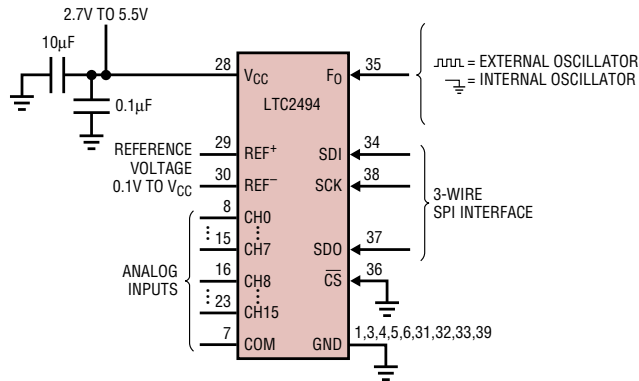 2.7V TO 5.5V
10µF
0.1µF
28
VCC
LTC2494
FO
35
= EXTERNAL OSCILLATOR
= INTERNAL OSCILLATOR
REFERENCE
VOLTAGE
0.1V TO VCC
29
REF+
30
REF–
8
CH0
15
CH7
16
CH8
23
CH15
7
COM
ANALOG
INPUTS
SDI
34
SCK
38
SDO
37
CS
36
3-WIRE
SPI INTERFACE
GND
1,3,4,5,6,31,32,33,39